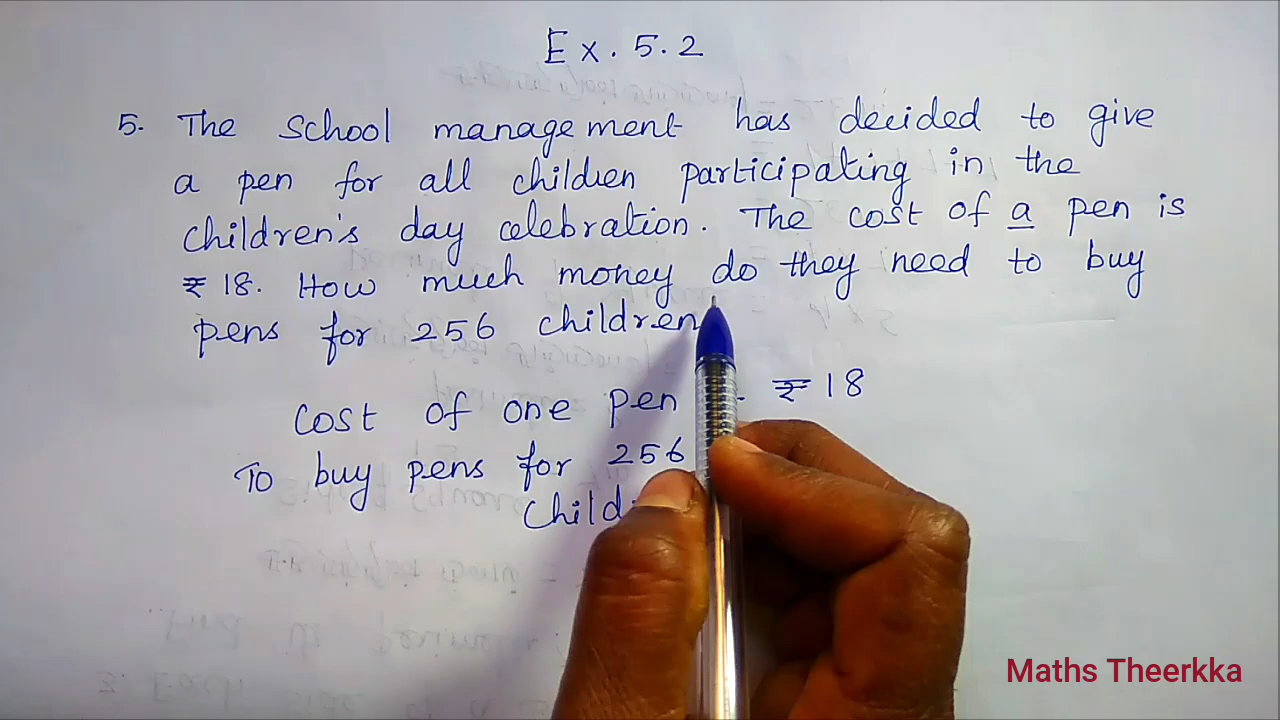 Ex. 5.2
5. The school management has decided to give
a pen for all children participating in the
children's day celebration. The cost of a pen is
₹ 18. How much money do they need to buy
pens for 256 children
Cost of one pen = ₹ 18
To buy pens for 256
Maths Theerkka